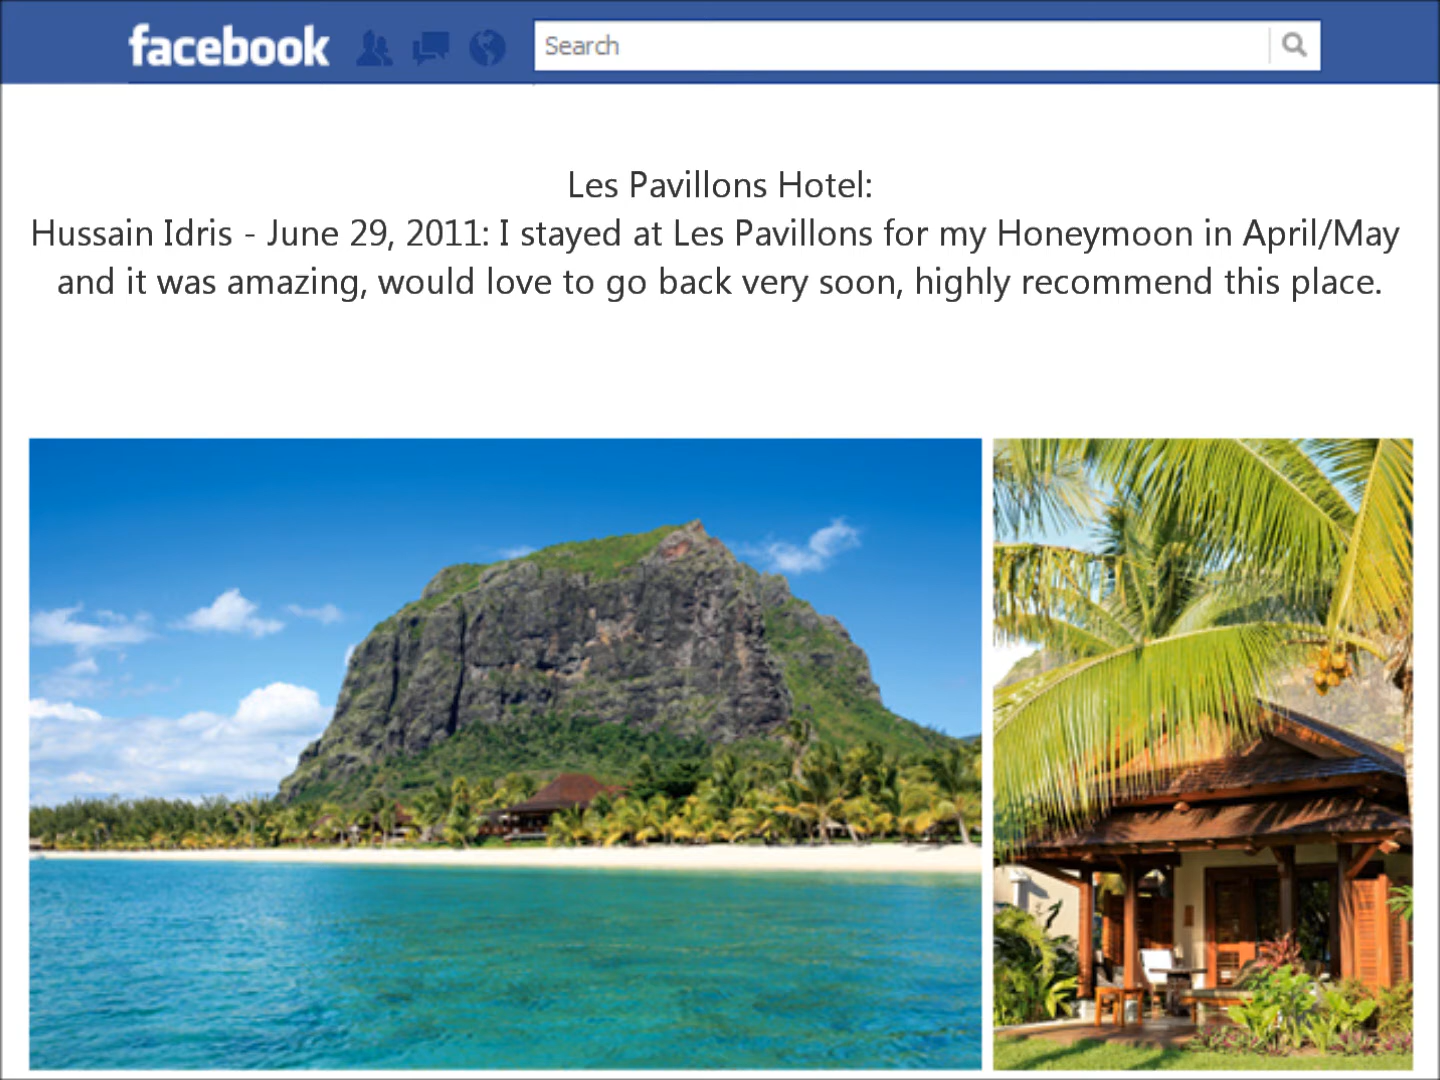 facebook
Search
Les Pavillons Hotel:
Hussain Idris - June 29, 2011: I stayed at Les Pavillons for my Honeymoon in April/May
and it was amazing, would love to go back very soon, highly recommend this place.